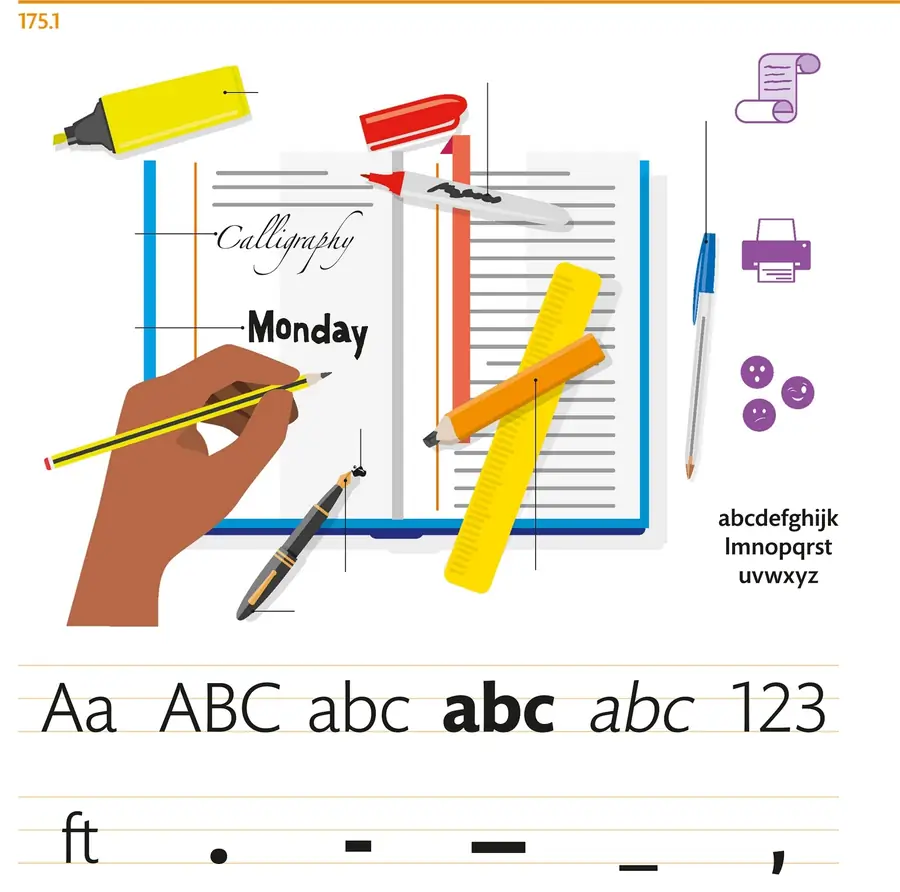 175.1
Calligraphy
Monday
abcdefghijk
lmnopqrst
uvwxyz
Aa ABC abc abc abc 123
ft . - – _ ,